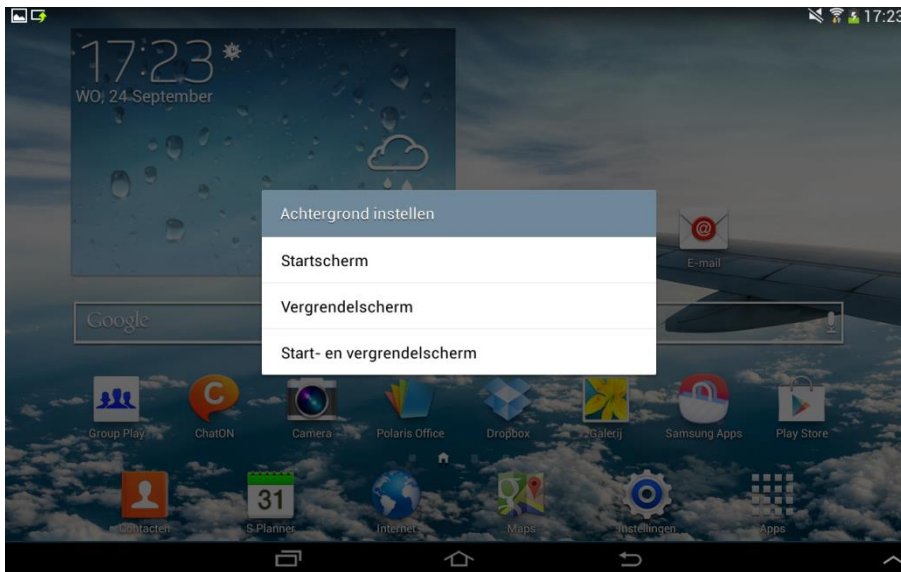 17:23
17:23
WO, 24 September
Achtergrond instellen
Startscherm
Vergrendelscherm
Start- en vergrendelscherm
@
E-mail
Google
C
31
Group Play
ChatON
Camera
Polaris Office
Dropbox
Galerij
Samsung Apps
Play Store
Contacten
S Planner
Internet
Maps
Instellingen
Apps